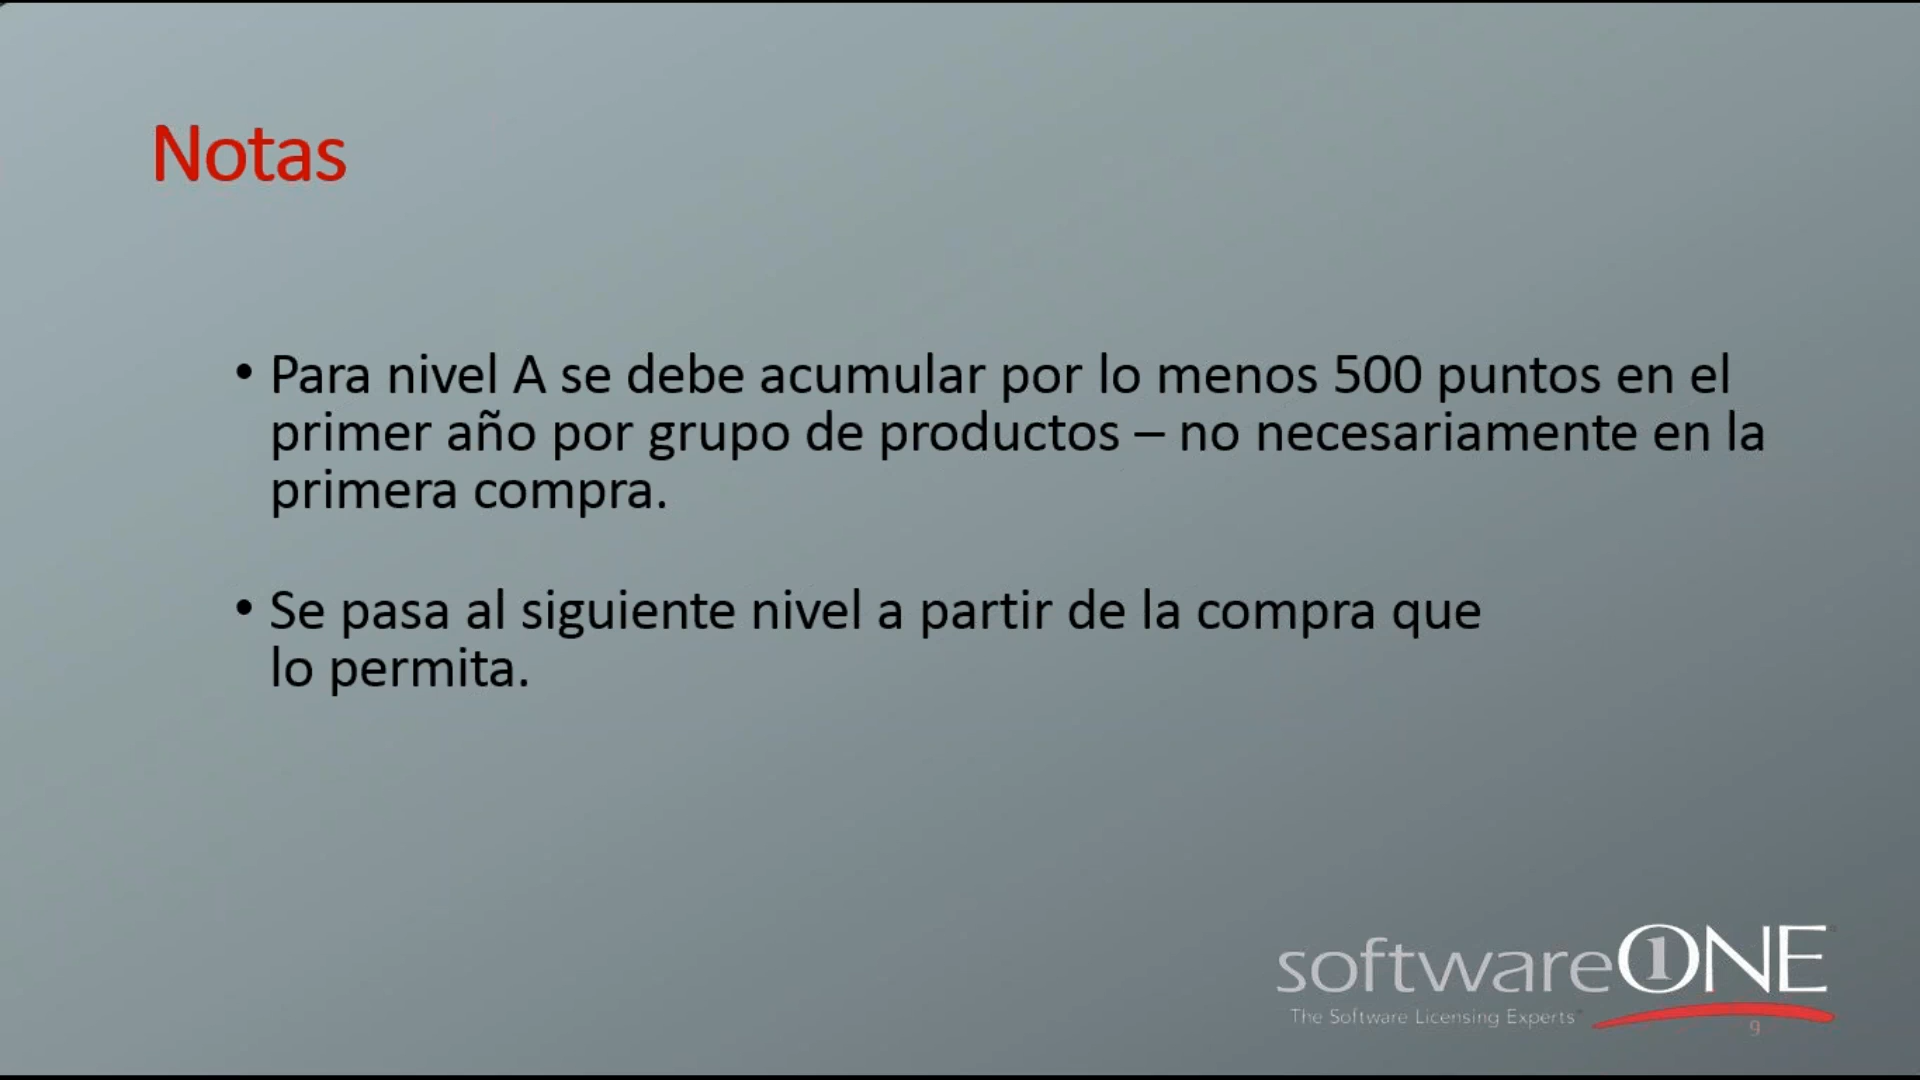 Notas
• Para nivel A se debe acumular por lo menos 500 puntos en el
primer año por grupo de productos – no necesariamente en la
primera compra.
• Se pasa al siguiente nivel a partir de la compra que
lo permita.
softwareONE
The Software Licensing Experts
9